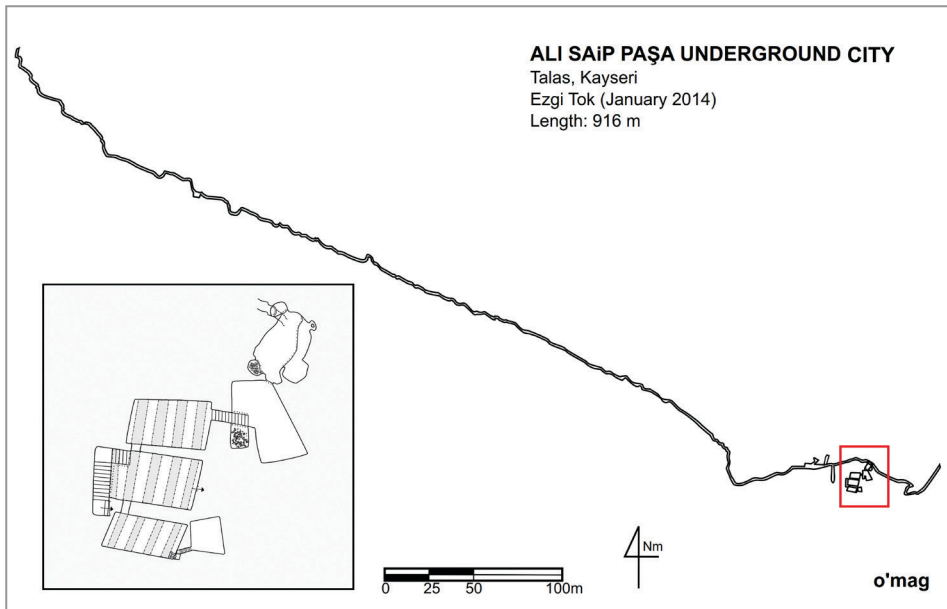 ALI SAiP PAŞA UNDERGROUND CITY
Talas, Kayseri
Ezgi Tok (January 2014)
Length: 916 m
Nm
0 25 50 100m
o'mag